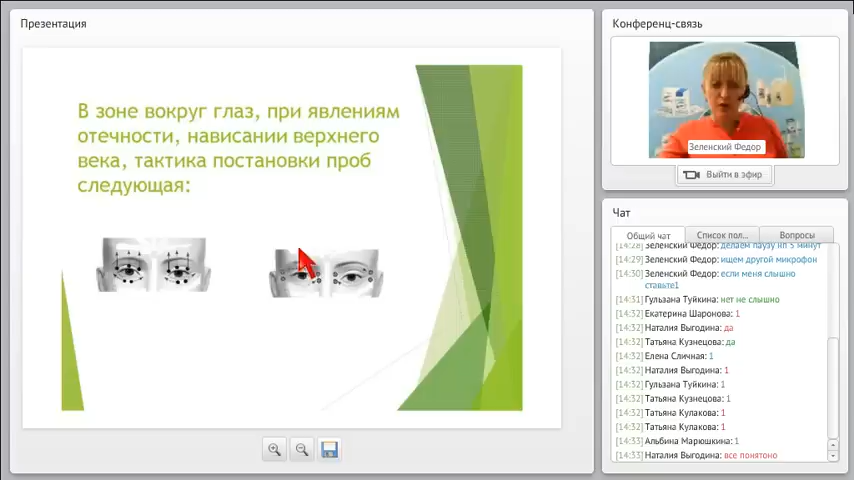 Презентация
В зоне вокруг глаз, при явлениям
отечности, нависании верхнего
века, тактика постановки проб
следующая:
Конференц-связь
Зеленский Федор
Выйти в эфир
Чат
Общий чат
Список пол...
Вопросы
[14:28] Зеленский Федор: делаем паузу нп 5 минут
[14:29] Зеленский Федор: ищем другой микрофон
[14:30] Зеленский Федор: если меня слышно
ставьте1
[14:31] Гульзана Туйкина: нет не слышно
[14:32] Екатерина Шаронова: 1
[14:32] Наталия Выгодина: да
[14:32] Татьяна Кузнецова: да
[14:32] Елена Сличная: 1
[14:32] Наталия Выгодина: 1
[14:32] Гульзана Туйкина: 1
[14:32] Татьяна Кузнецова: 1
[14:32] Татьяна Кулакова: 1
[14:32] Татьяна Кулакова: 1
[14:33] Альбина Марюшкина: 1
[14:33] Наталия Выгодина: все понятоно